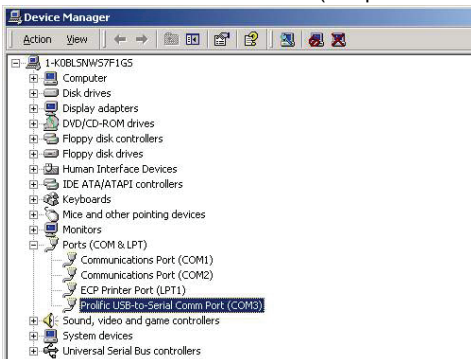 Device Manager
Action View
1-K0BLSNWS7F1GS
Computer
Disk drives
Display adapters
DVD/CD-ROM drives
Floppy disk controllers
Floppy disk drives
Human Interface Devices
IDE ATA/ATAPI controllers
Keyboards
Mice and other pointing devices
Monitors
Ports (COM & LPT)
Communications Port (COM1)
Communications Port (COM2)
ECP Printer Port (LPT1)
Prolific USB-to-Serial Comm Port (COM3)
Sound, video and game controllers
System devices
Universal Serial Bus controllers